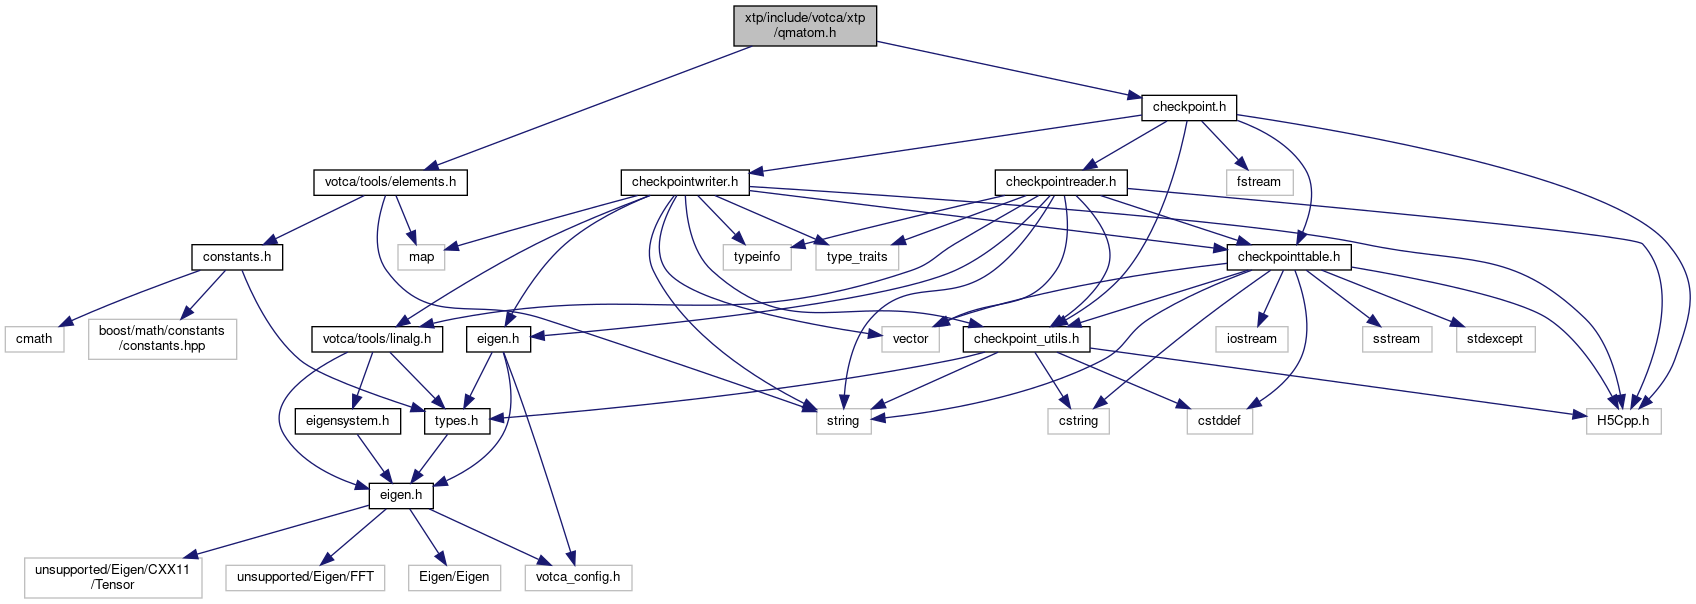 xtp/include/votca/xtp
/qmatom.h
checkpoint.h
votca/tools/elements.h
checkpointwriter.h
checkpointreader.h
fstream
constants.h
map
typeinfo
type_traits
checkpointtable.h
cmath
boost/math/constants
/constants.hpp
votca/tools/linalg.h
eigen.h
vector
checkpoint_utils.h
iostream
sstream
stdexcept
eigensystem.h
types.h
string
cstring
cstddef
H5Cpp.h
eigen.h
unsupported/Eigen/CXX11
/Tensor
unsupported/Eigen/FFT
Eigen/Eigen
votca_config.h